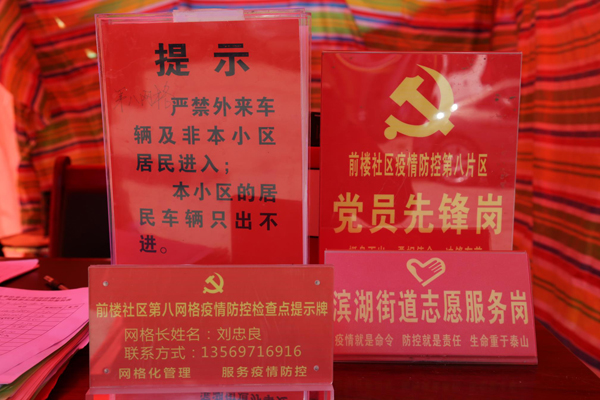 提示
严禁外来车
辆及非本小区
居民进入；
本小区的居
民车辆只出不
进。
前楼社区疫情防控第八片区
党员先锋岗
前楼社区第八网格疫情防控检查点提示牌
网格长姓名：刘忠良
联系方式：13569716916
网格化管理 服务疫情防控
滨湖街道志愿服务岗
疫情就是命令 防控就是责任 生命重于泰山